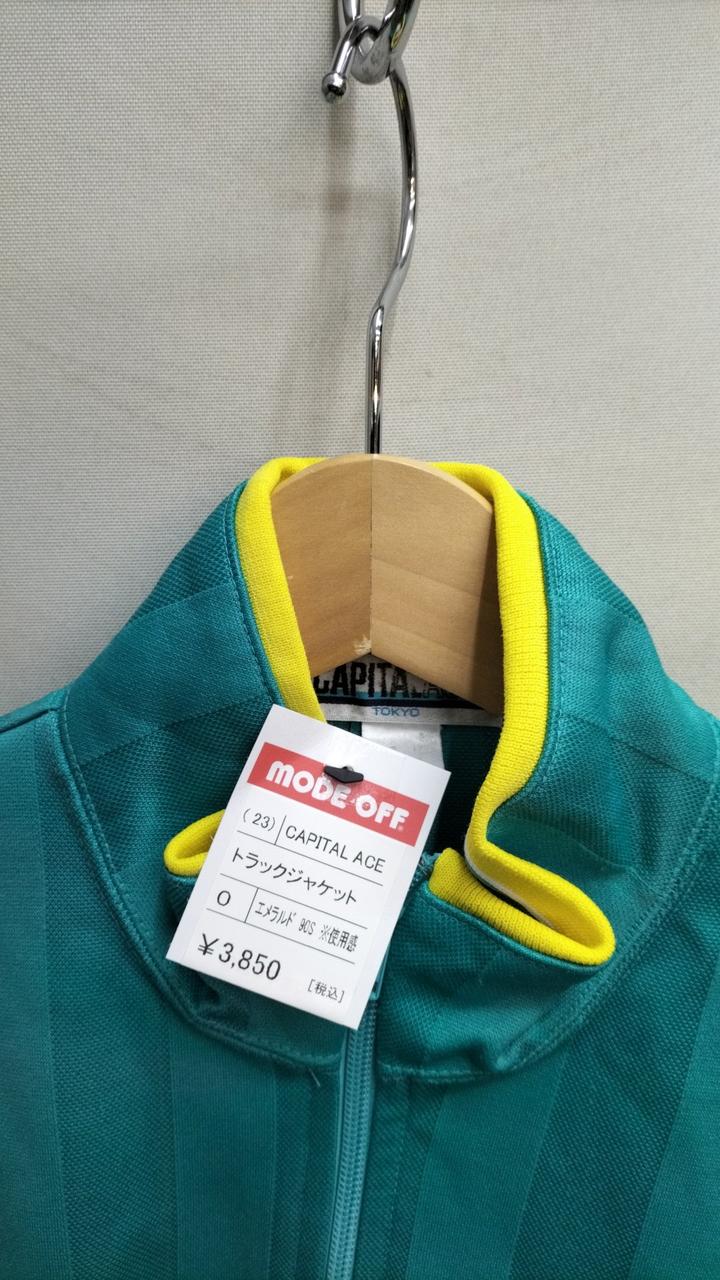 CAPITAL
TOKYO
MODE OFF
(23) CAPITAL ACE
トラックジャケット
O エメラルド 90S ※使用感
￥3,850
[税込]